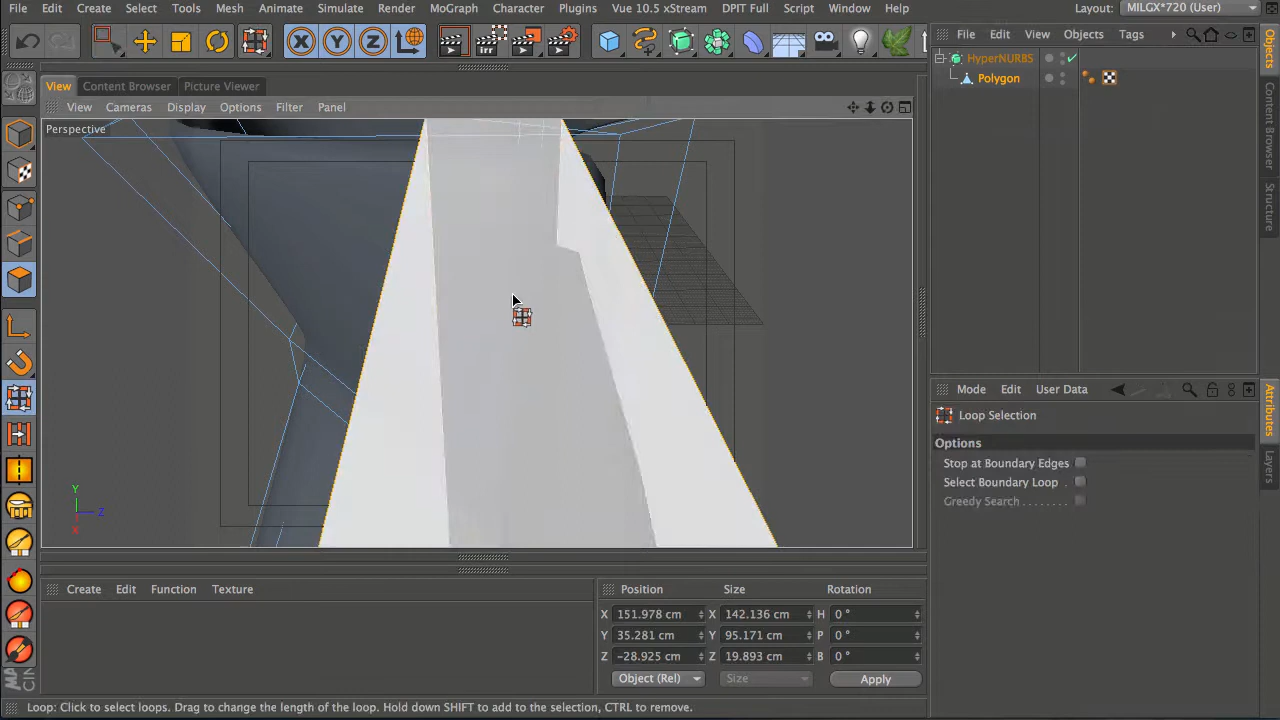 File Edit Create Select Tools Mesh Animate Simulate Render MoGraph Character Plugins Vue 10.5 xStream DPIT Full Script Window Help Layout: MILGX*720 (User)
File Edit View Objects Tags
HyperNURBS
Polygon
View Content Browser Picture Viewer
View Cameras Display Options Filter Panel
Perspective
Y
Z
X
Objects
Content Browser
Structure
Mode Edit User Data
Loop Selection
Options
Stop at Boundary Edges
Select Boundary Loop .
Greedy Search . . . . . . . .
Attributes
Layers
Create Edit Function Texture
Position Size Rotation
X 151.978 cm X 142.136 cm H 0 °
Y 35.281 cm Y 95.171 cm P 0 °
Z -28.925 cm Z 19.893 cm B 0 °
Object (Rel) Size Apply
Loop: Click to select loops. Drag to change the length of the loop. Hold down SHIFT to add to the selection, CTRL to remove.